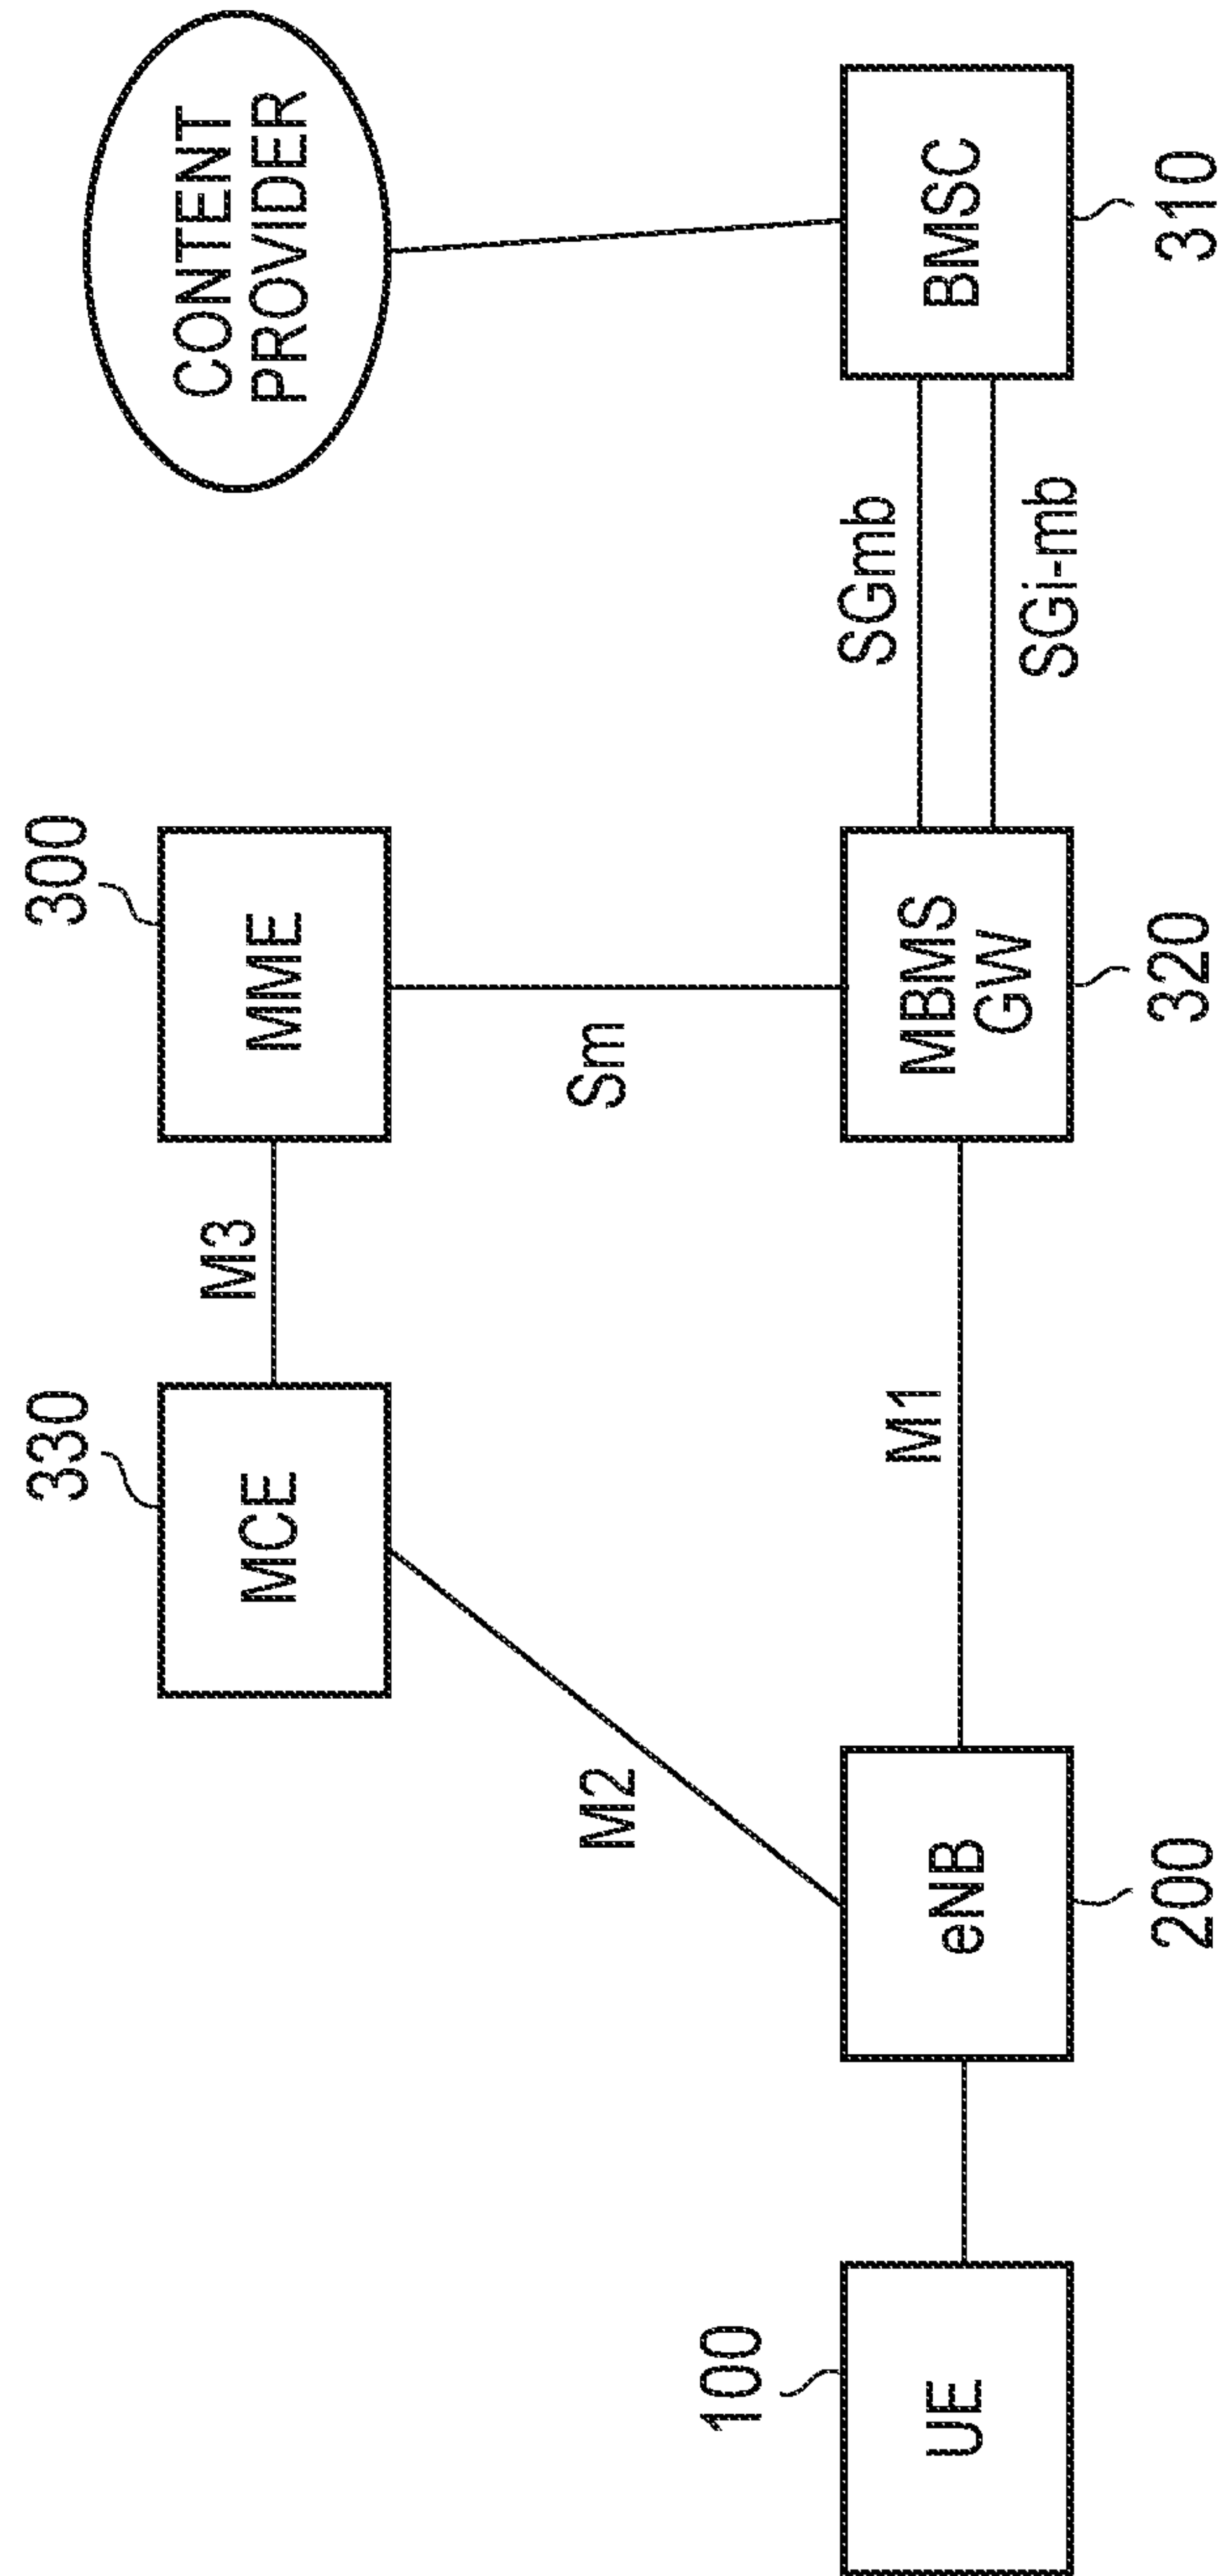 330
300
MCE
M3
MME
CONTENT
PROVIDER
M2
Sm
100
SGmb
UE
eNB
M1
MBMS
GW
BMSC
SGi-mb
200
320
310